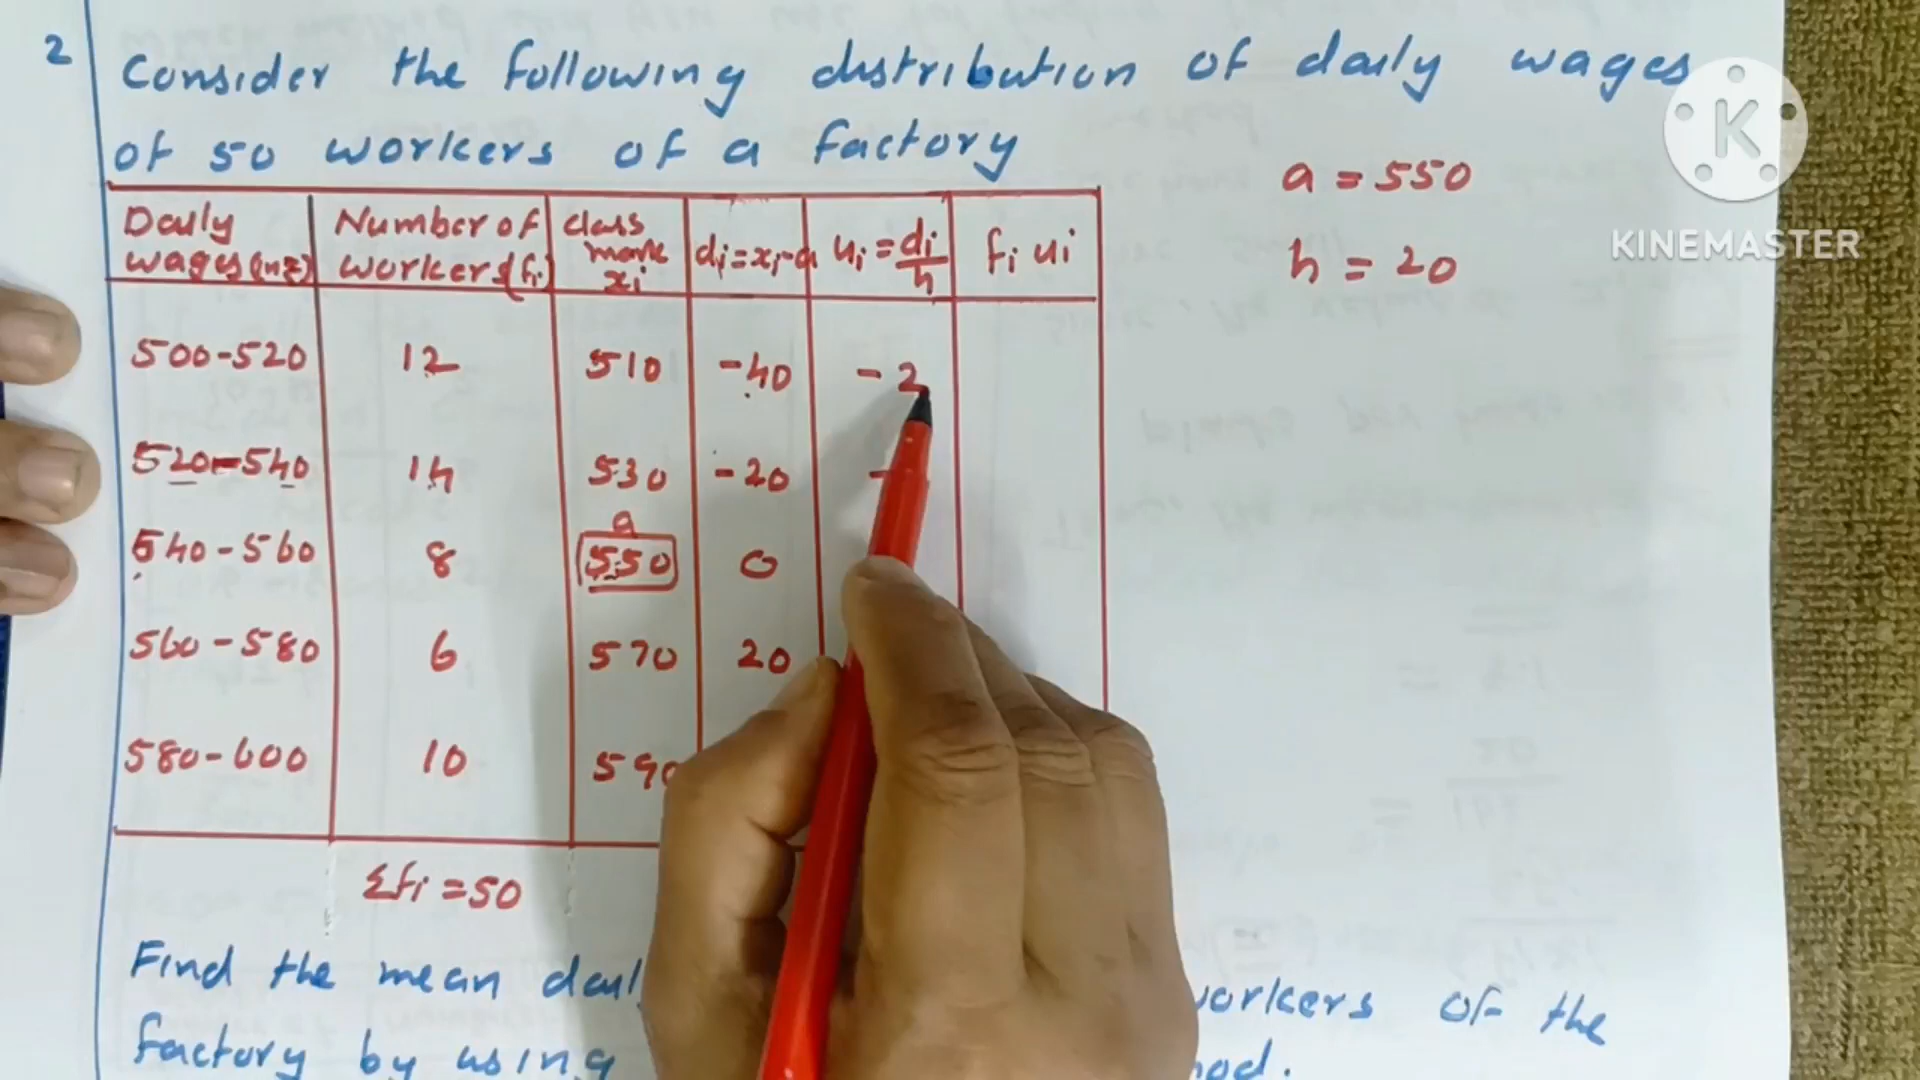 2 Consider the following distribution of daily wages
of 50 workers of a factory
a = 550
h = 20
K
KINEMASTER
Daily wages (in ₹) Number of workers (fi) class mark xi di = xi - a ui = di/h fi ui
500-520 12 510 -40 -2
520-540 14 530 -20 -
a
540-560 8 550 0
560-580 6 570 20
580-600 10 590
Σfi = 50
Find the mean workers of the
factory by using